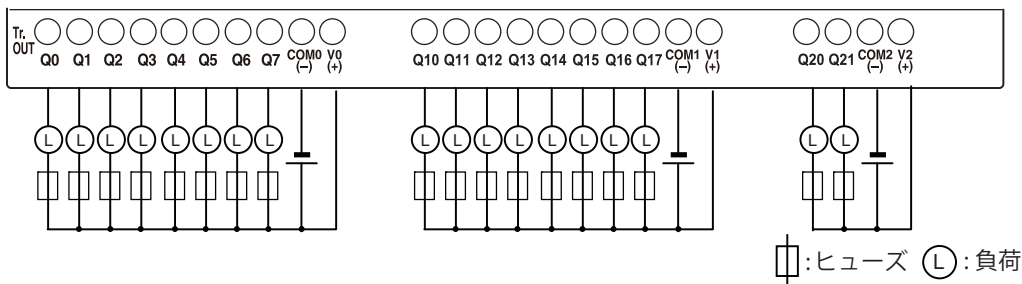 Tr.
OUT
Q0 Q1 Q2 Q3 Q4 Q5 Q6 Q7 COM0 (−) V0 (+) Q10 Q11 Q12 Q13 Q14 Q15 Q16 Q17 COM1 (−) V1 (+) Q20 Q21 COM2 (−) V2 (+)
L L L L L L L L L L L L L L L L L L
:ヒューズ L :負荷